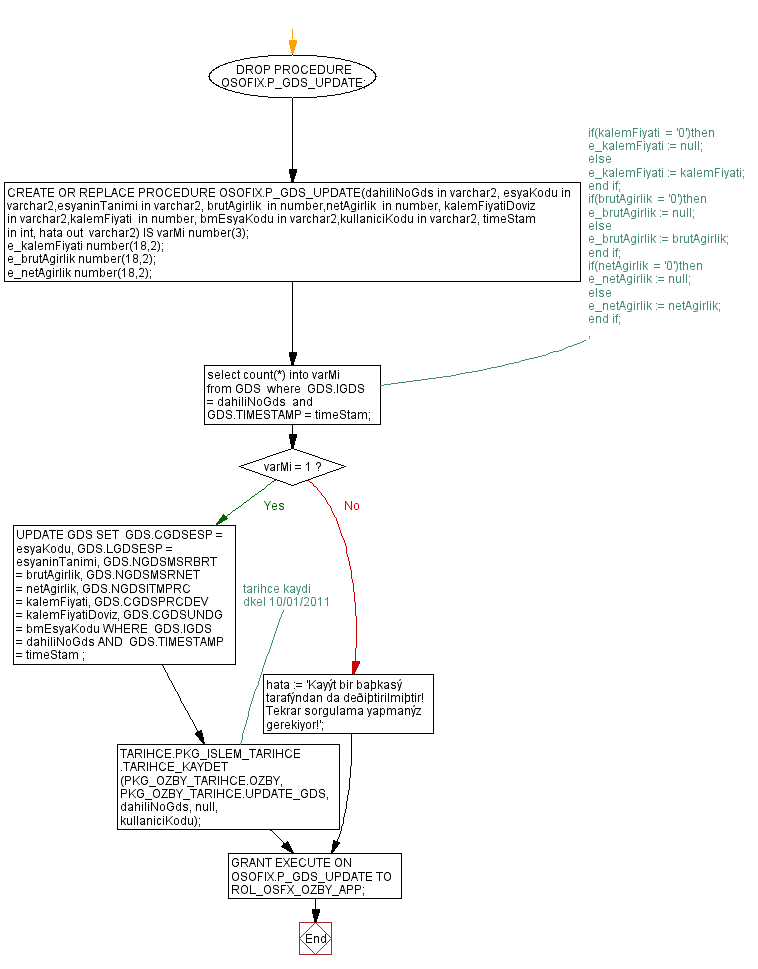 DROP PROCEDURE
OSOFIX.P_GDS_UPDATE;
if(kalemFiyati = '0')then
e_kalemFiyati := null;
else
e_kalemFiyati := kalemFiyati;
end if;
if(brutAgirlik = '0')then
e_brutAgirlik := null;
else
e_brutAgirlik := brutAgirlik;
end if;
if(netAgirlik = '0')then
e_netAgirlik := null;
else
e_netAgirlik := netAgirlik;
end if;
,
CREATE OR REPLACE PROCEDURE OSOFIX.P_GDS_UPDATE(dahiliNoGds in varchar2, esyaKodu in
varchar2,esyaninTanimi in varchar2, brutAgirlik in number,netAgirlik in number, kalemFiyatiDoviz
in varchar2,kalemFiyati in number, bmEsyaKodu in varchar2,kullaniciKodu in varchar2, timeStam
in int, hata out varchar2) IS varMi number(3);
e_kalemFiyati number(18,2);
e_brutAgirlik number(18,2);
e_netAgirlik number(18,2);
select count(*) into varMi
from GDS where GDS.IGDS
= dahiliNoGds and
GDS.TIMESTAMP = timeStam;
varMi = 1 ?
Yes
No
UPDATE GDS SET GDS.CGDSESP =
esyaKodu, GDS.LGDSESP =
esyaninTanimi, GDS.NGDSMSRBRT
= brutAgirlik, GDS.NGDSMSRNET
= netAgirlik, GDS.NGDSITMPRC
= kalemFiyati, GDS.CGDSPRCDEV
= kalemFiyatiDoviz, GDS.CGDSUNDG
= bmEsyaKodu WHERE GDS.IGDS
= dahiliNoGds AND GDS.TIMESTAMP
= timeStam ;
tarihce kaydi
dkel 10/01/2011
hata := 'Kayýt bir baþkasý
tarafýndan da deðiþtirilmiþtir!
Tekrar sorgulama yapmanýz
gerekiyor!';
TARIHCE.PKG_ISLEM_TARIHCE
.TARIHCE_KAYDET
(PKG_OZBY_TARIHCE.OZBY,
PKG_OZBY_TARIHCE.UPDATE_GDS,
dahiliNoGds, null,
kullaniciKodu);
GRANT EXECUTE ON
OSOFIX.P_GDS_UPDATE TO
ROL_OSFX_OZBY_APP;
End